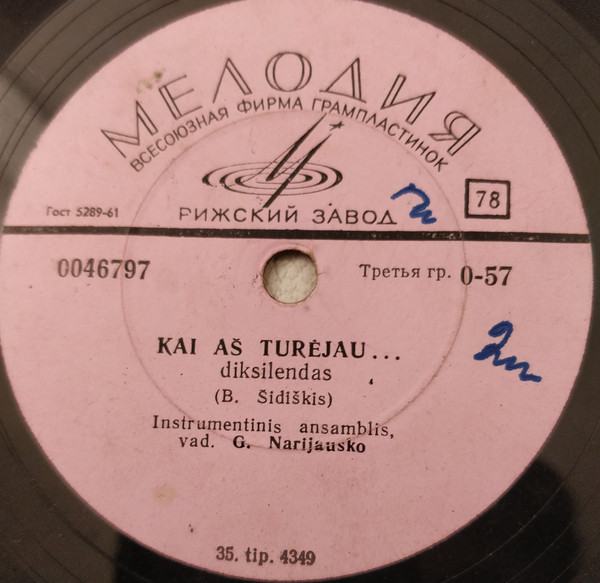 МЕЛОДИЯ
ВСЕСОЮЗНАЯ ФИРМА ГРАМПЛАСТИНОК
Гост 5289-61
РИЖСКИЙ ЗАВОД
78
0046797
Третья гр. 0-57
KAI AŠ TURĖJAU...
diksilendas
(B. Šidiškis)
Instrumentinis ansamblis,
vad. G. Narijausko
35. tip. 4349